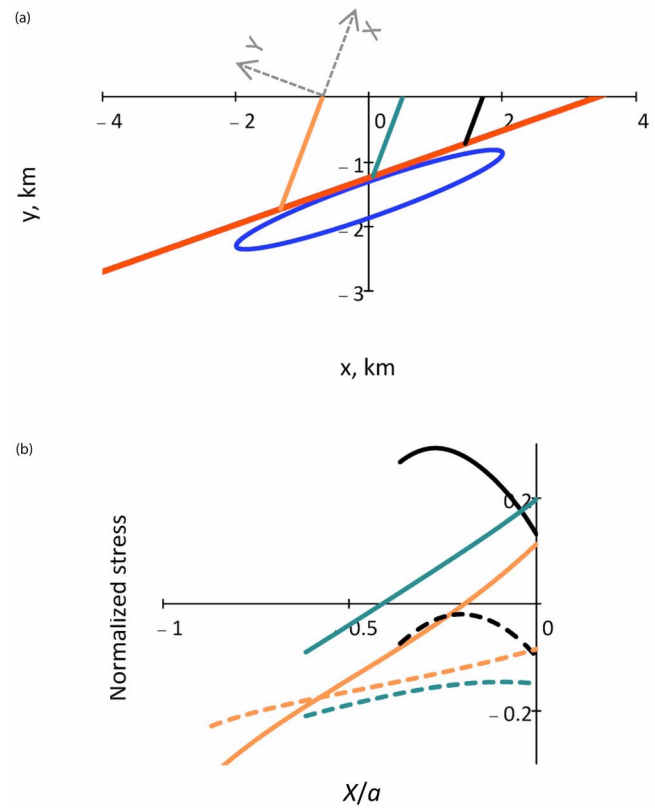 (a)
Y
X
– 4
– 2
0
2
4
– 1
– 2
– 3
y, km
x, km
(b)
Normalized stress
0.2
– 1
– 0.5
0
– 0.2
X/a